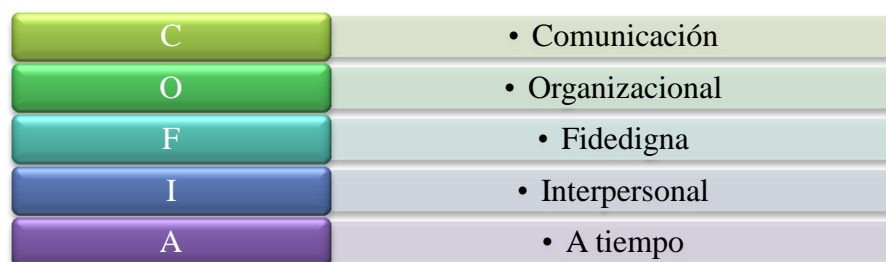 C • Comunicación
O • Organizacional
F • Fidedigna
I • Interpersonal
A • A tiempo